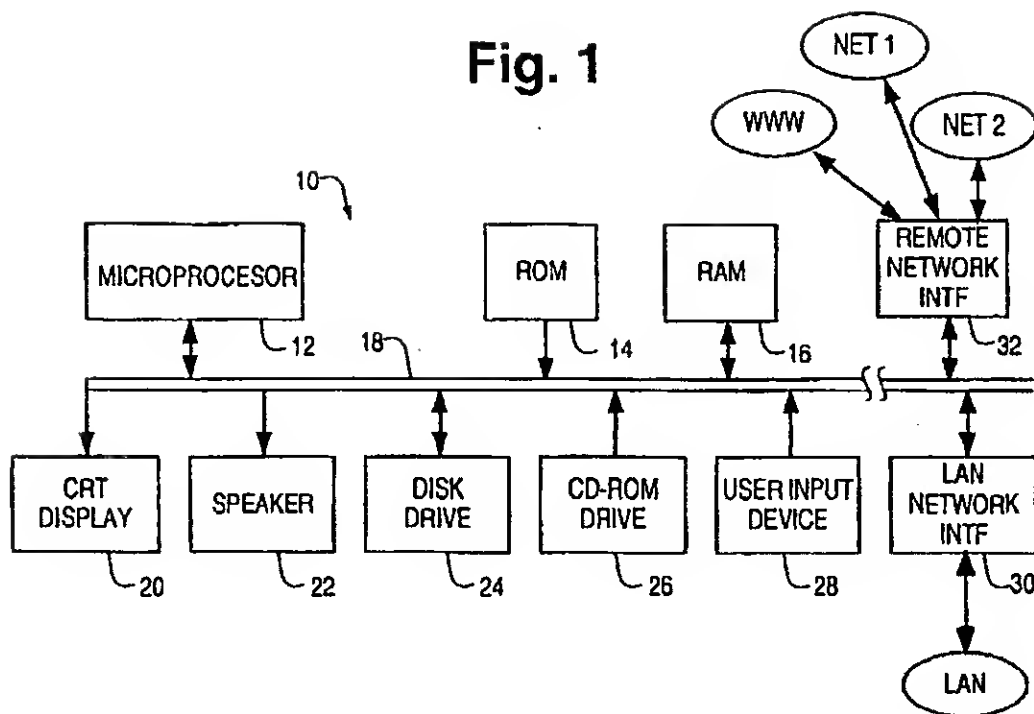 Fig. 1
NET 1
WWW
NET 2
10
MICROPROCESOR
ROM
RAM
REMOTE
NETWORK
INTF
12
18
14
16
32
CRT
DISPLAY
SPEAKER
DISK
DRIVE
CD-ROM
DRIVE
USER INPUT
DEVICE
LAN
NETWORK
INTF
20
22
24
26
28
30
LAN